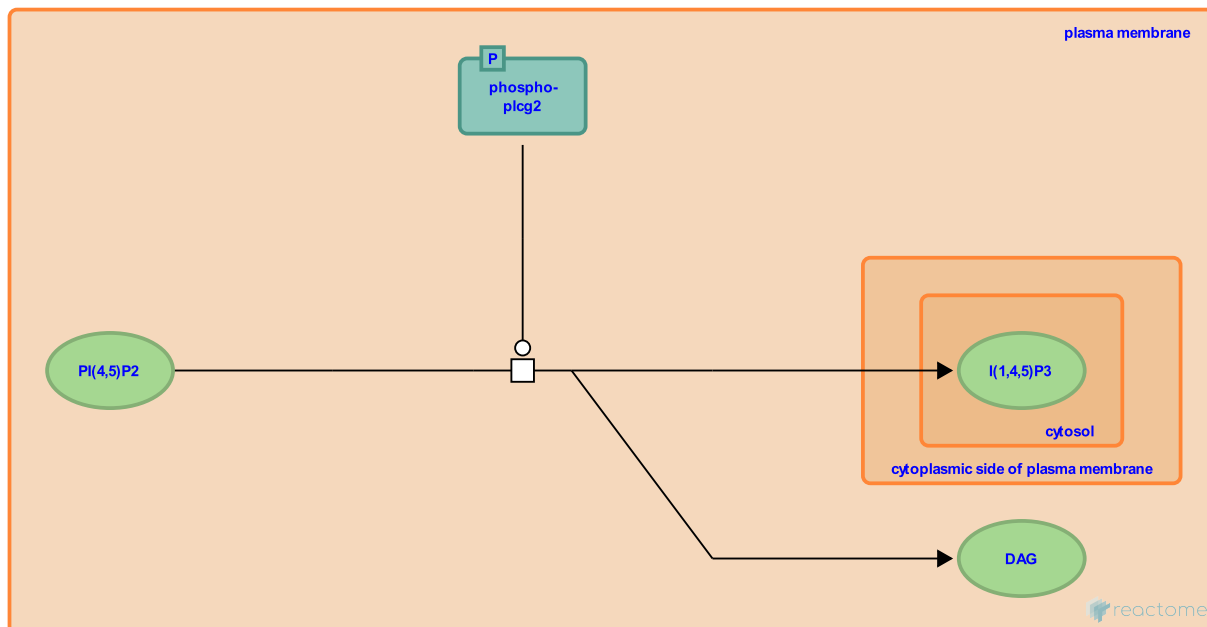 plasma membrane
P
phospho-
plcg2
PI(4,5)P2
I(1,4,5)P3
cytosol
cytoplasmic side of plasma membrane
DAG
reactome